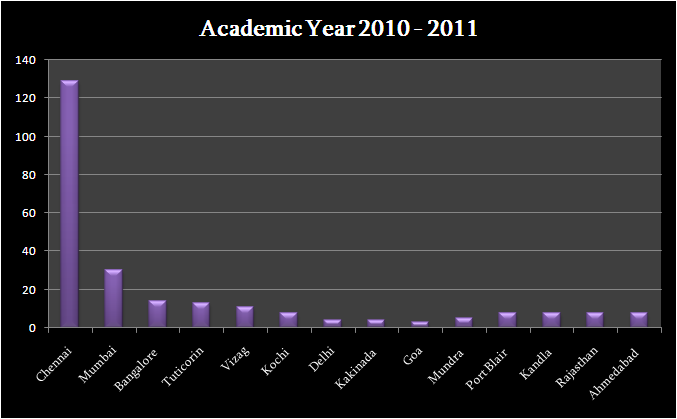 Academic Year 2010 - 2011
140
120
100
80
60
40
20
0
Chennai
Mumbai
Bangalore
Tuticorin
Vizag
Kochi
Delhi
Kakinada
Goa
Mundra
Port Blair
Kandla
Rajasthan
Ahmedabad